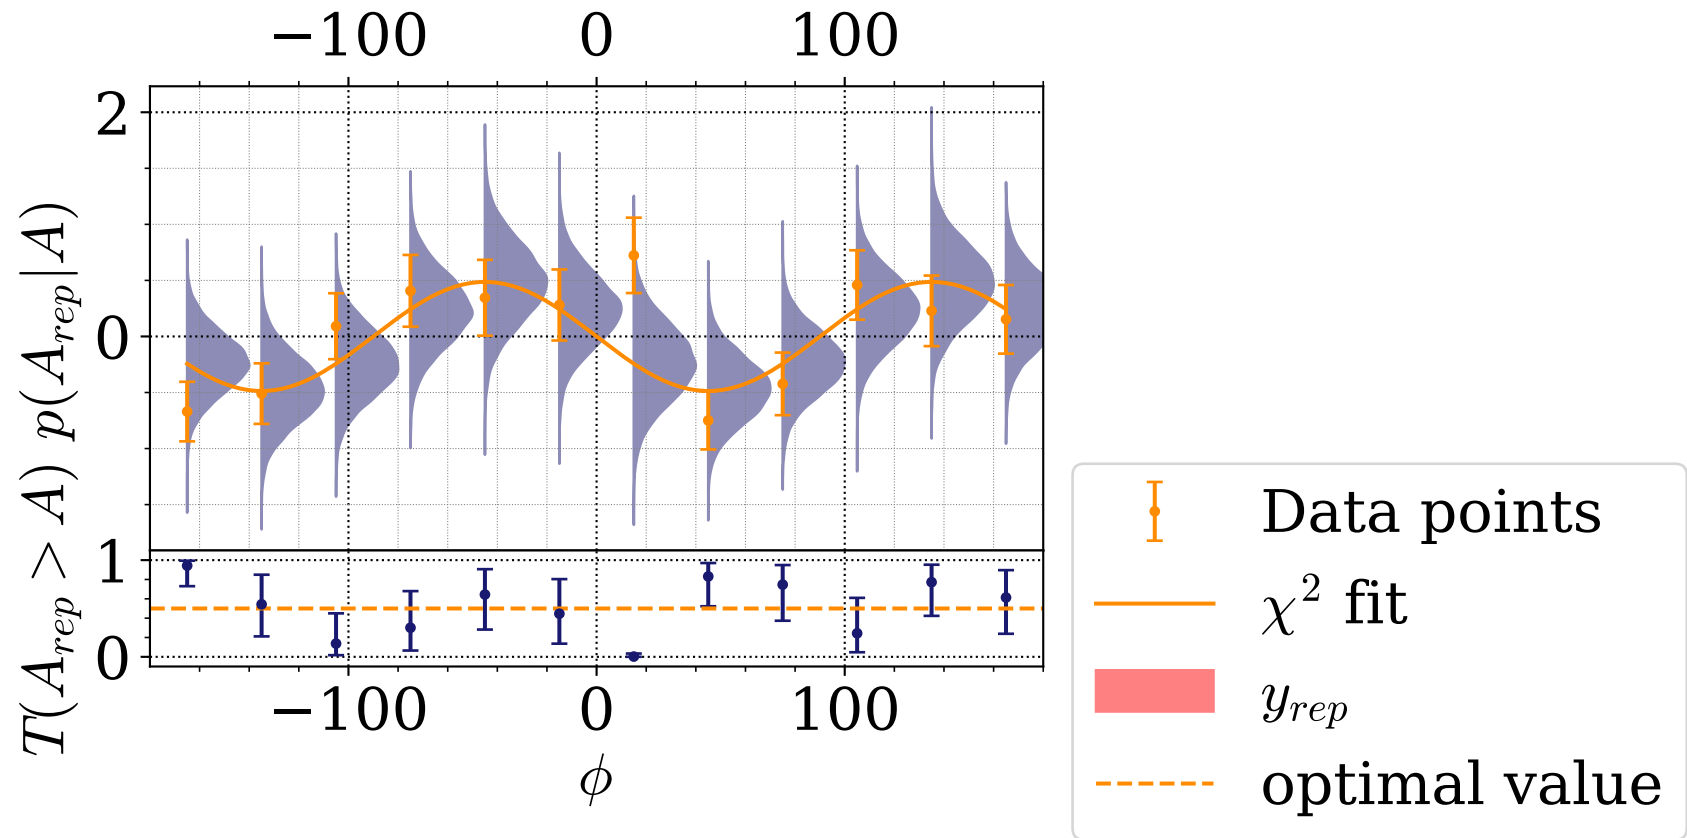 −100 0 100
2
0
p(A_rep|A)
1
0
T(A_rep > A)
−100 0 100
ϕ
Data points
χ² fit
y_rep
optimal value